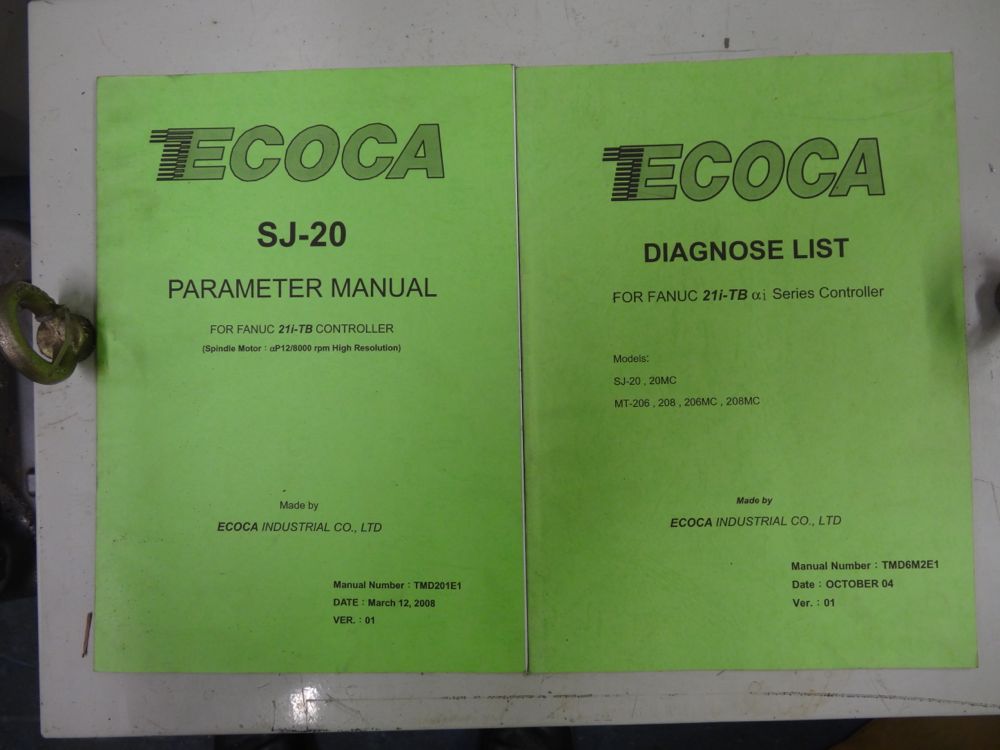 ECOCA
SJ-20
PARAMETER MANUAL
FOR FANUC 21i-TB CONTROLLER
(Spindle Motor : αP12/8000 rpm High Resolution)
Made by
ECOCA INDUSTRIAL CO., LTD
Manual Number : TMD201E1
DATE : March 12, 2008
VER. : 01
ECOCA
DIAGNOSE LIST
FOR FANUC 21i-TB αi Series Controller
Models:
SJ-20 , 20MC
MT-206 , 208 , 206MC , 208MC
Made by
ECOCA INDUSTRIAL CO., LTD
Manual Number : TMD6M2E1
Date : OCTOBER 04
Ver. : 01